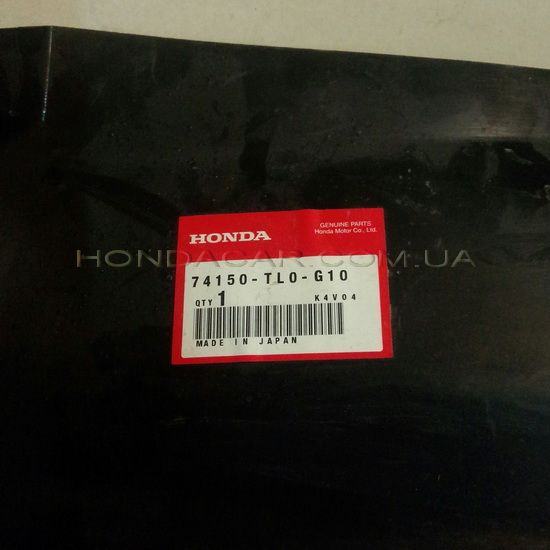 HONDA
GENUINE PARTS
Honda Motor Co., Ltd.
HONDACAR.COM.UA
74150-TL0-G10
QTY 1 K4V04
MADE IN JAPAN